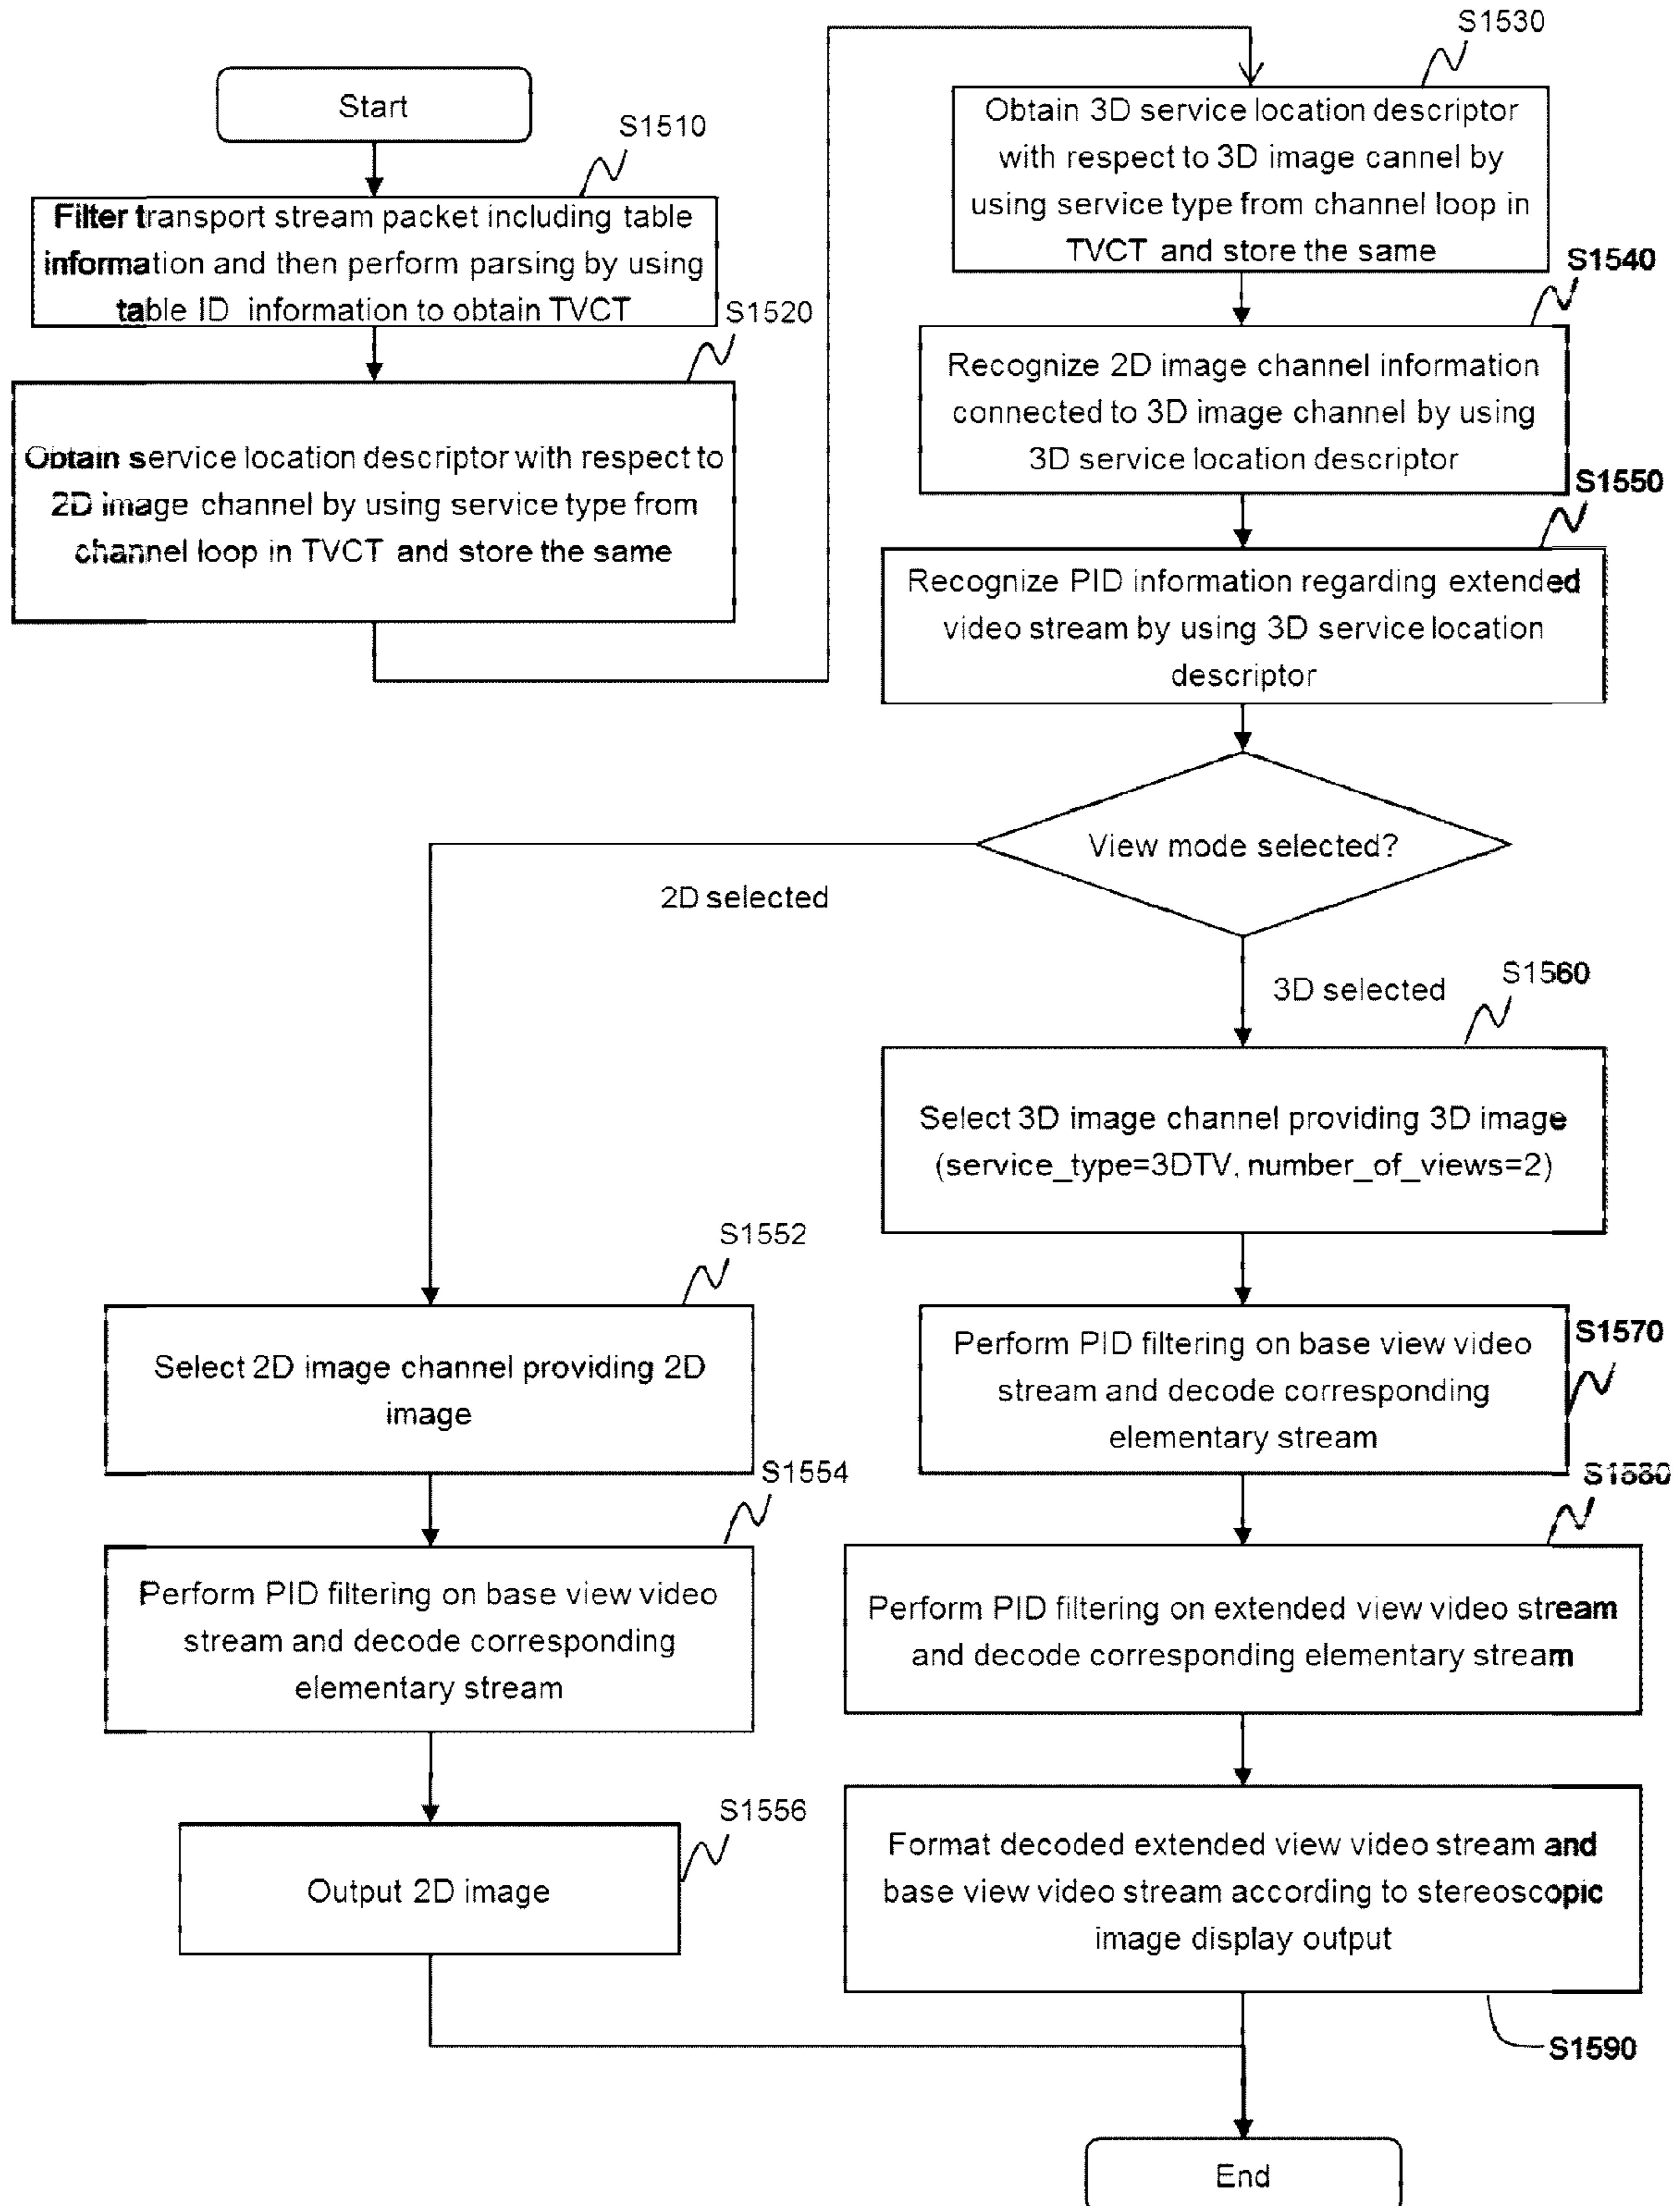 Start
S1510
Filter transport stream packet including table
information and then perform parsing by using
table ID information to obtain TVCT
S1520
Obtain service location descriptor with respect to
2D image channel by using service type from
channel loop in TVCT and store the same
S1530
Obtain 3D service location descriptor
with respect to 3D image cannel by
using service type from channel loop in
TVCT and store the same
S1540
Recognize 2D image channel information
connected to 3D image channel by using
3D service location descriptor
S1550
Recognize PID information regarding extended
video stream by using 3D service location
descriptor
View mode selected?
2D selected
3D selected
S1560
Select 3D image channel providing 3D image
(service_type=3DTV, number_of_views=2)
S1552
Select 2D image channel providing 2D
image
S1570
Perform PID filtering on base view video
stream and decode corresponding
elementary stream
S1554
Perform PID filtering on base view video
stream and decode corresponding
elementary stream
S1580
Perform PID filtering on extended view video stream
and decode corresponding elementary stream
S1556
Output 2D image
Format decoded extended view video stream and
base view video stream according to stereoscopic
image display output
S1590
End